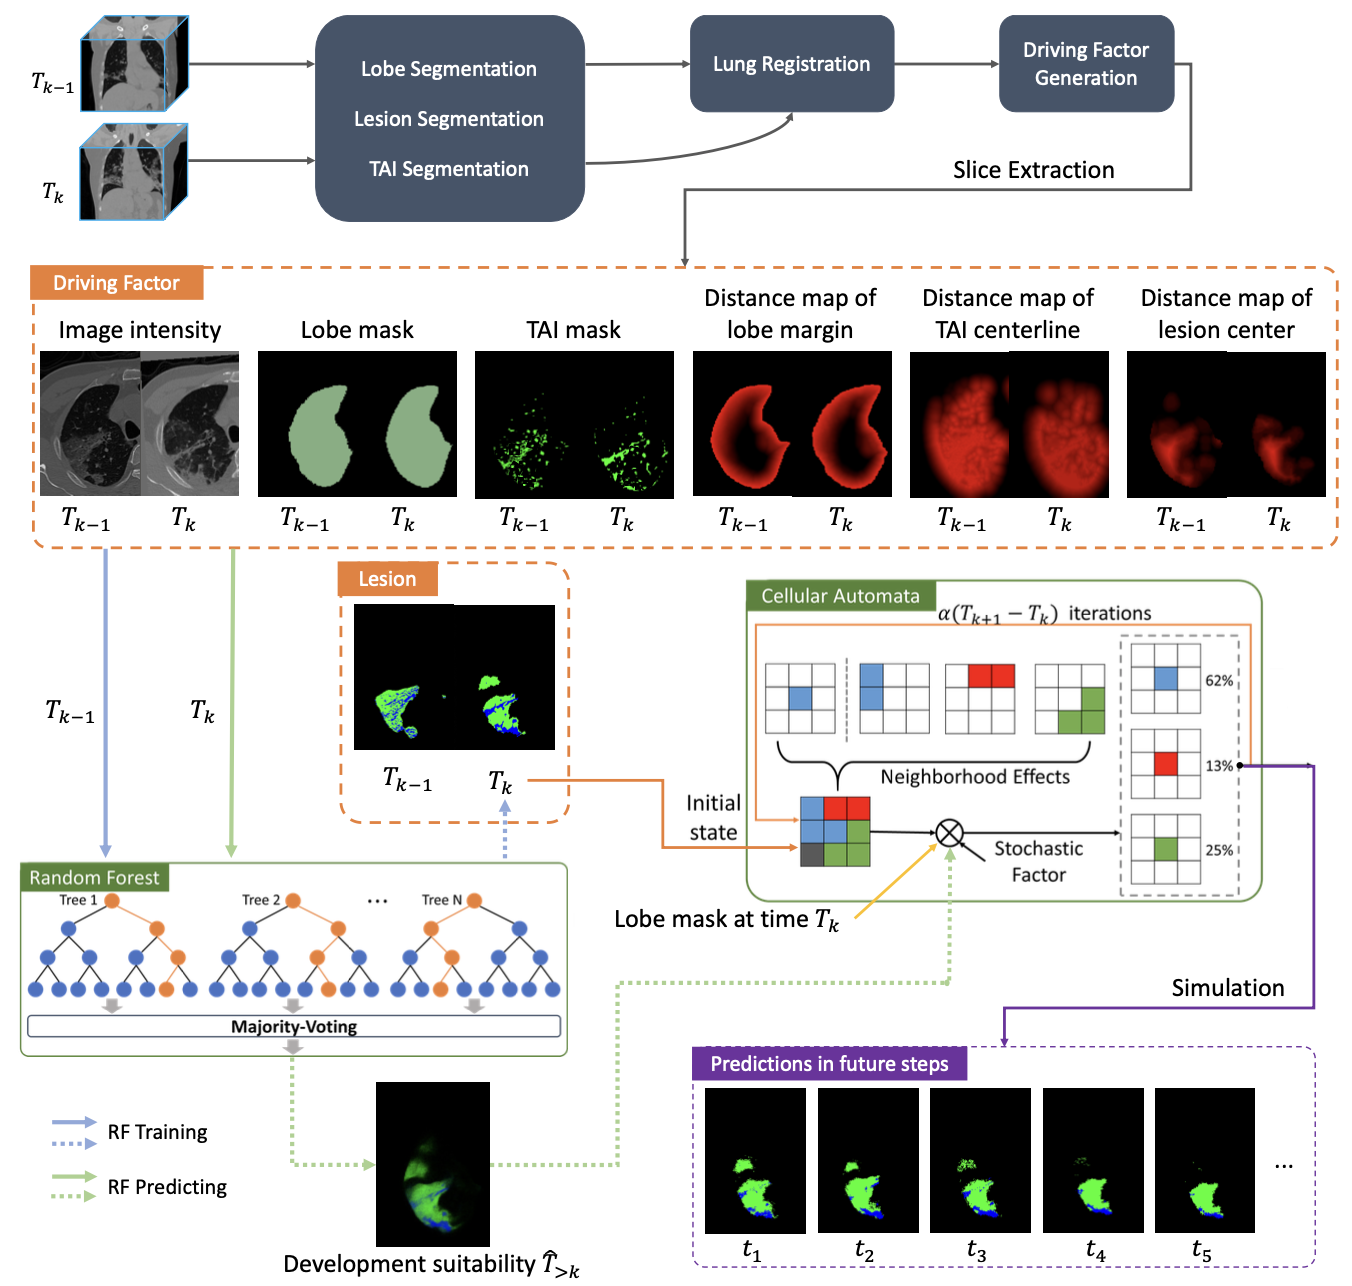 T_{k−1}
T_k
Lobe Segmentation
Lesion Segmentation
TAI Segmentation
Lung Registration
Driving Factor
Generation
Slice Extraction
Driving Factor
Image intensity
Lobe mask
TAI mask
Distance map of
lobe margin
Distance map of
TAI centerline
Distance map of
lesion center
T_{k−1} T_k
T_{k−1} T_k
T_{k−1} T_k
T_{k−1} T_k
T_{k−1} T_k
T_{k−1} T_k
T_{k−1}
T_k
Lesion
T_{k−1} T_k
Cellular Automata
α(T_{k+1} − T_k) iterations
62%
13%
25%
Neighborhood Effects
Initial
state
Stochastic
Factor
Lobe mask at time T_k
Random Forest
Tree 1
Tree 2
...
Tree N
Majority-Voting
RF Training
RF Predicting
Development suitability T̂_{>k}
Simulation
Predictions in future steps
...
t_1 t_2 t_3 t_4 t_5